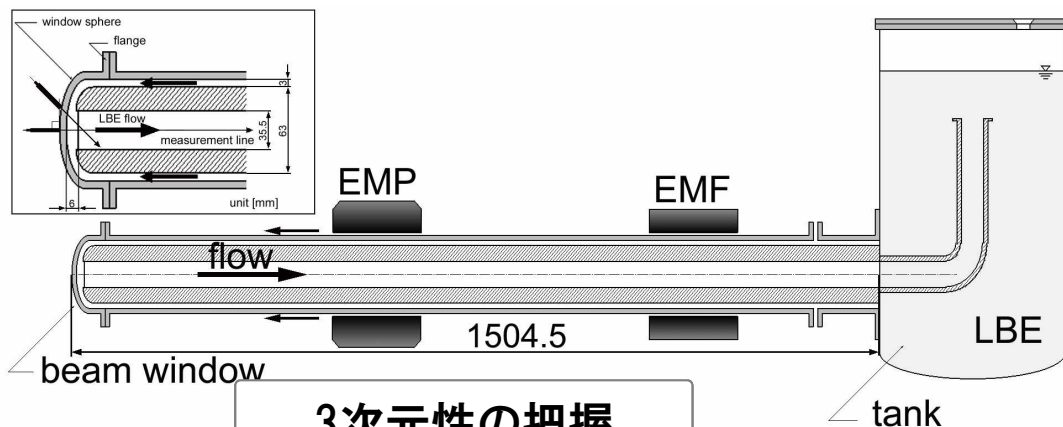 window sphere
flange
LBE flow
measurement line
3
35.5
63
6
unit [mm]
EMP
EMF
flow
1504.5
LBE
beam window
tank
3次元性の把握